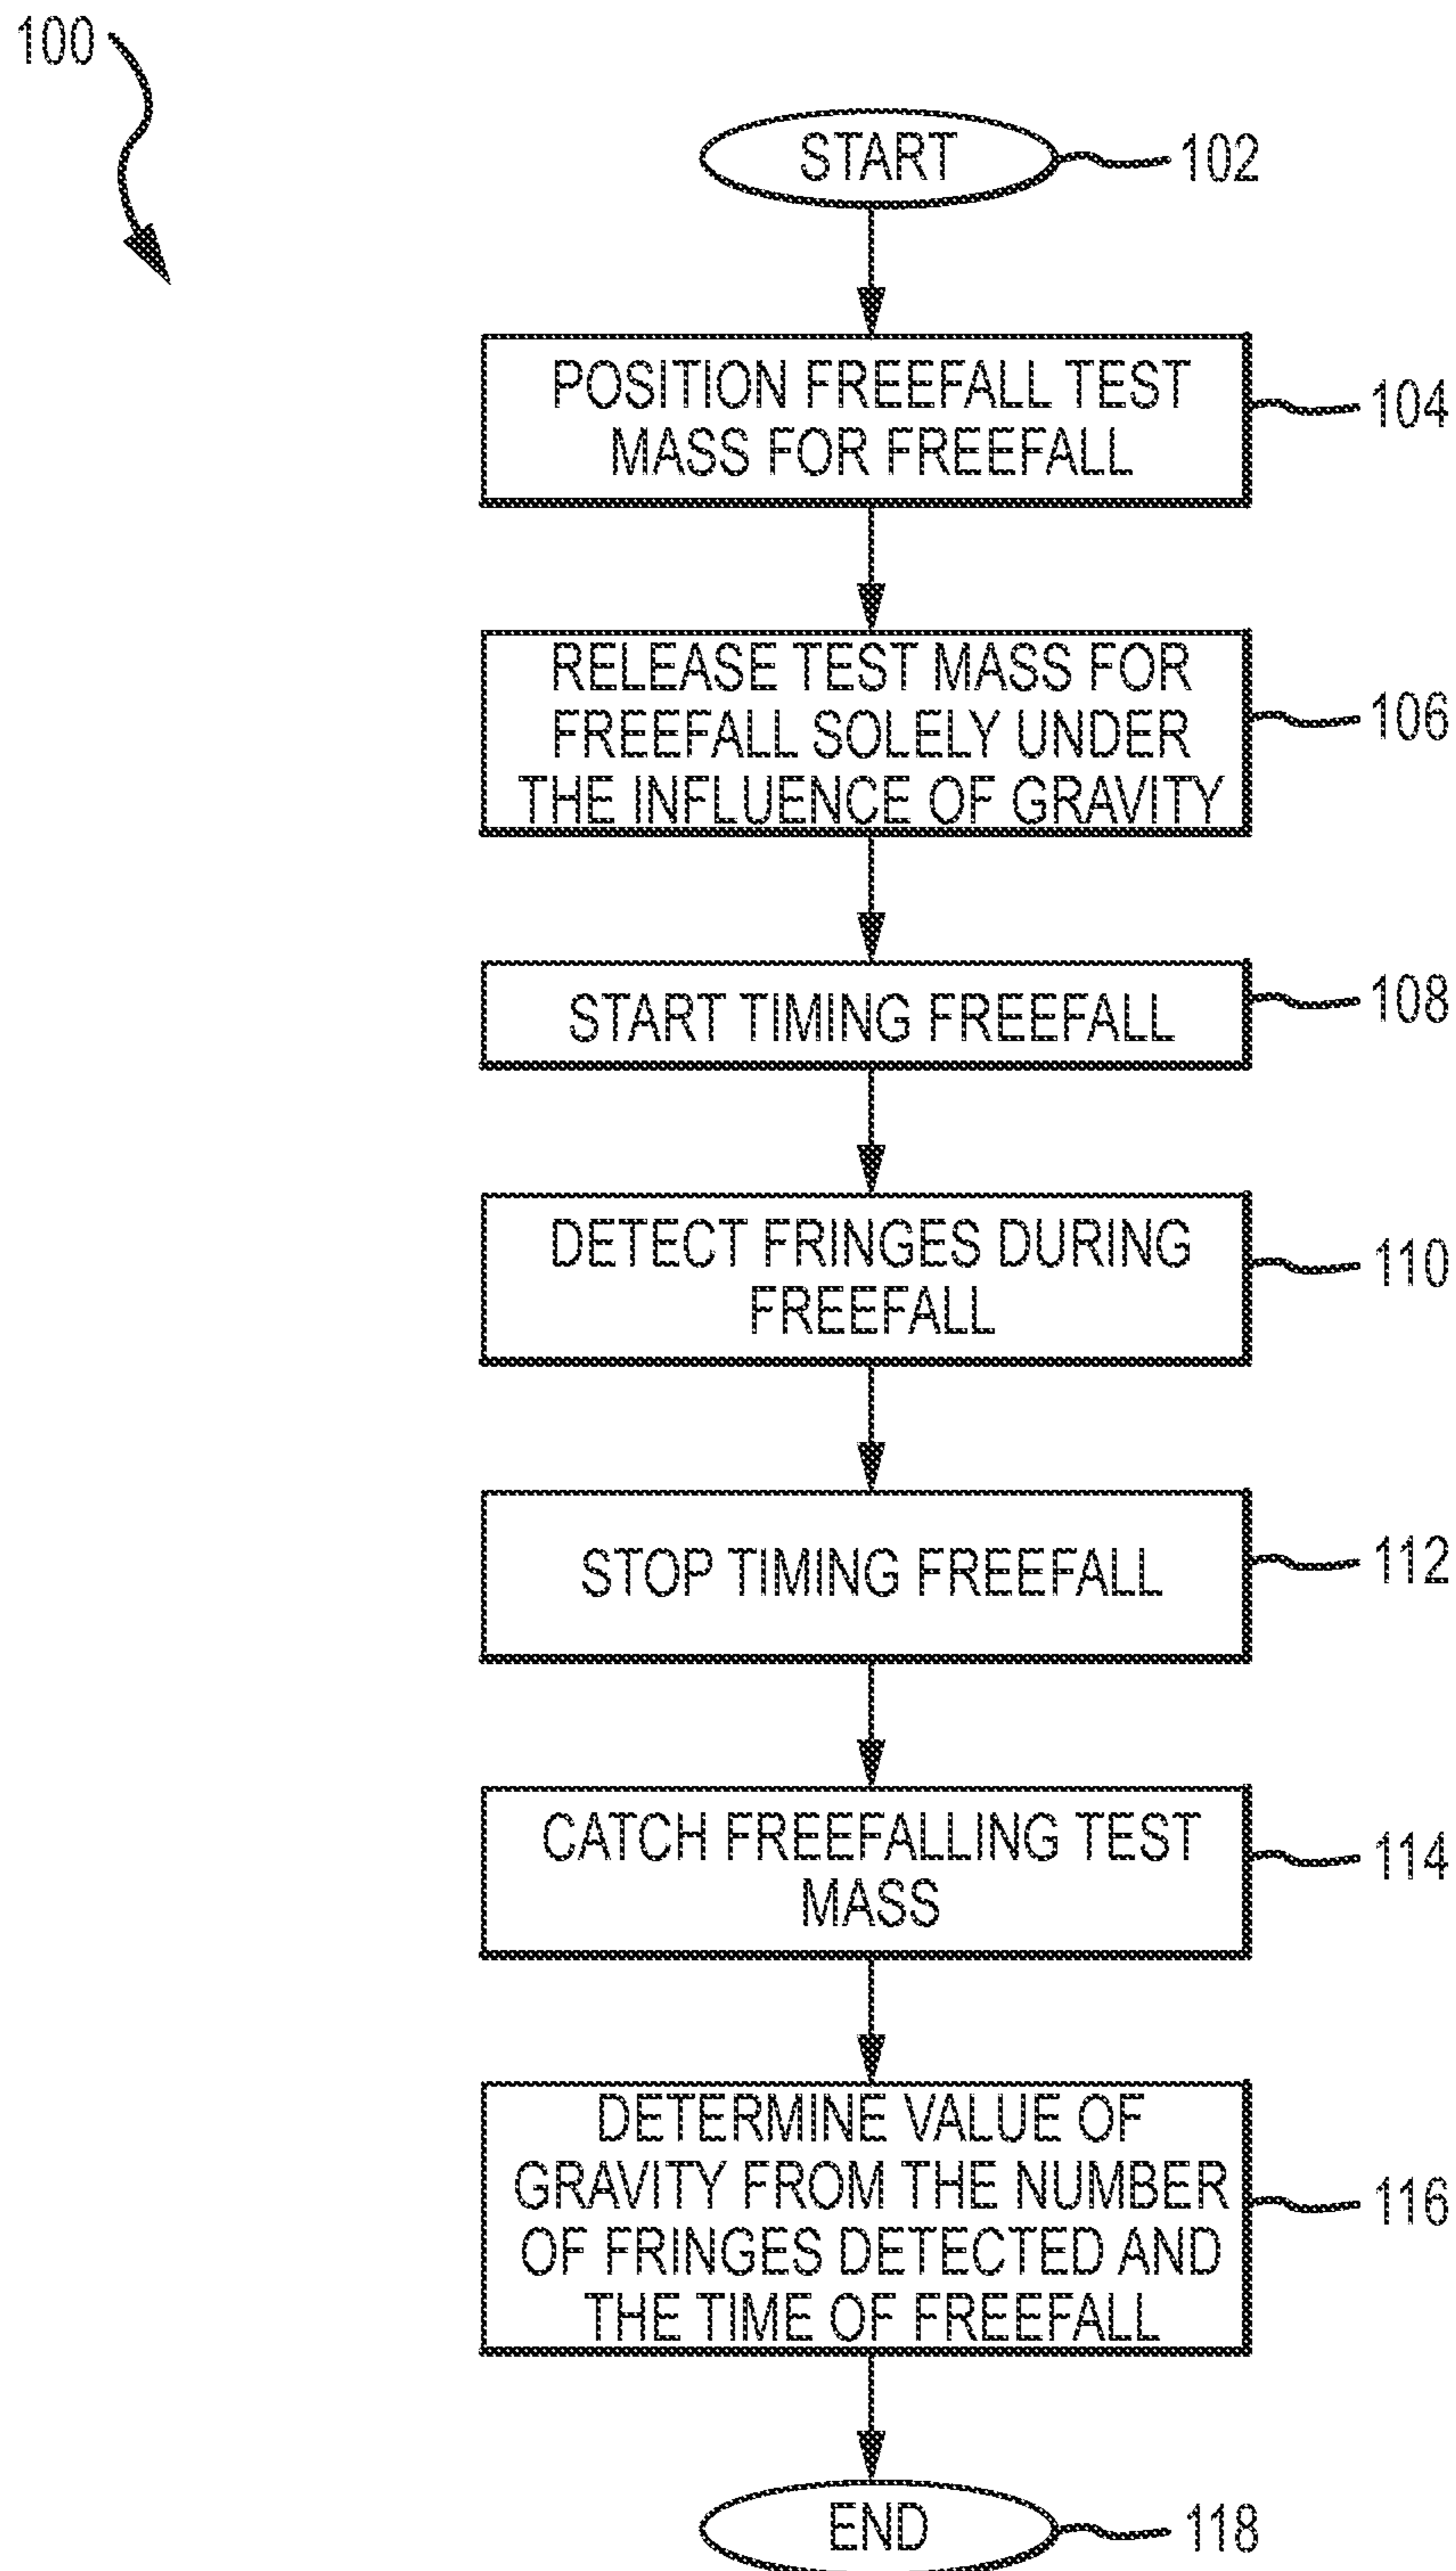 100
START
102
POSITION FREEFALL TEST
MASS FOR FREEFALL
104
RELEASE TEST MASS FOR
FREEFALL SOLELY UNDER
THE INFLUENCE OF GRAVITY
106
START TIMING FREEFALL
108
DETECT FRINGES DURING
FREEFALL
110
STOP TIMING FREEFALL
112
CATCH FREEFALLING TEST
MASS
114
DETERMINE VALUE OF
GRAVITY FROM THE NUMBER
OF FRINGES DETECTED AND
THE TIME OF FREEFALL
116
END
118